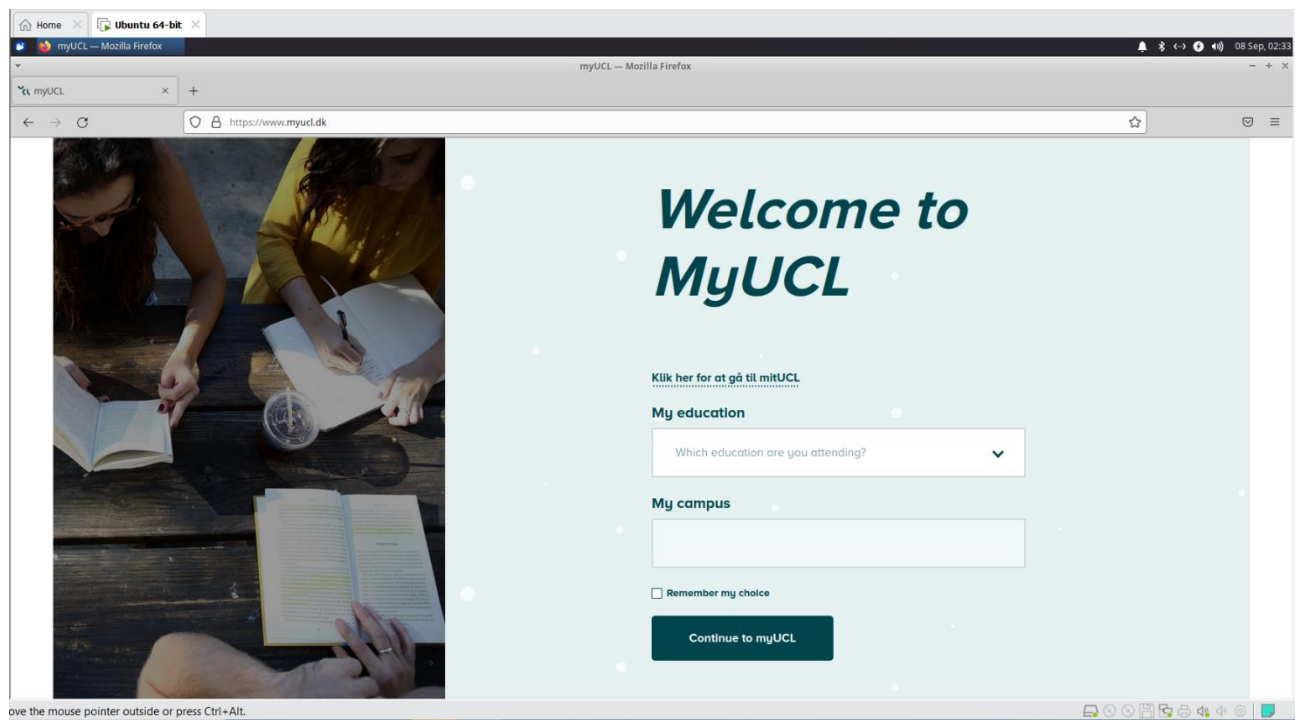 Home
Ubuntu 64-bit
myUCL — Mozilla Firefox
08 Sep, 02:33
myUCL — Mozilla Firefox
myUCL
https://www.myucl.dk
Welcome to
MyUCL
Klik her for at gå til mitUCL
My education
Which education are you attending?
My campus
Remember my choice
Continue to myUCL
ove the mouse pointer outside or press Ctrl+Alt.